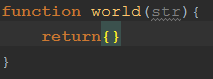 function world(str){
    return{}
}